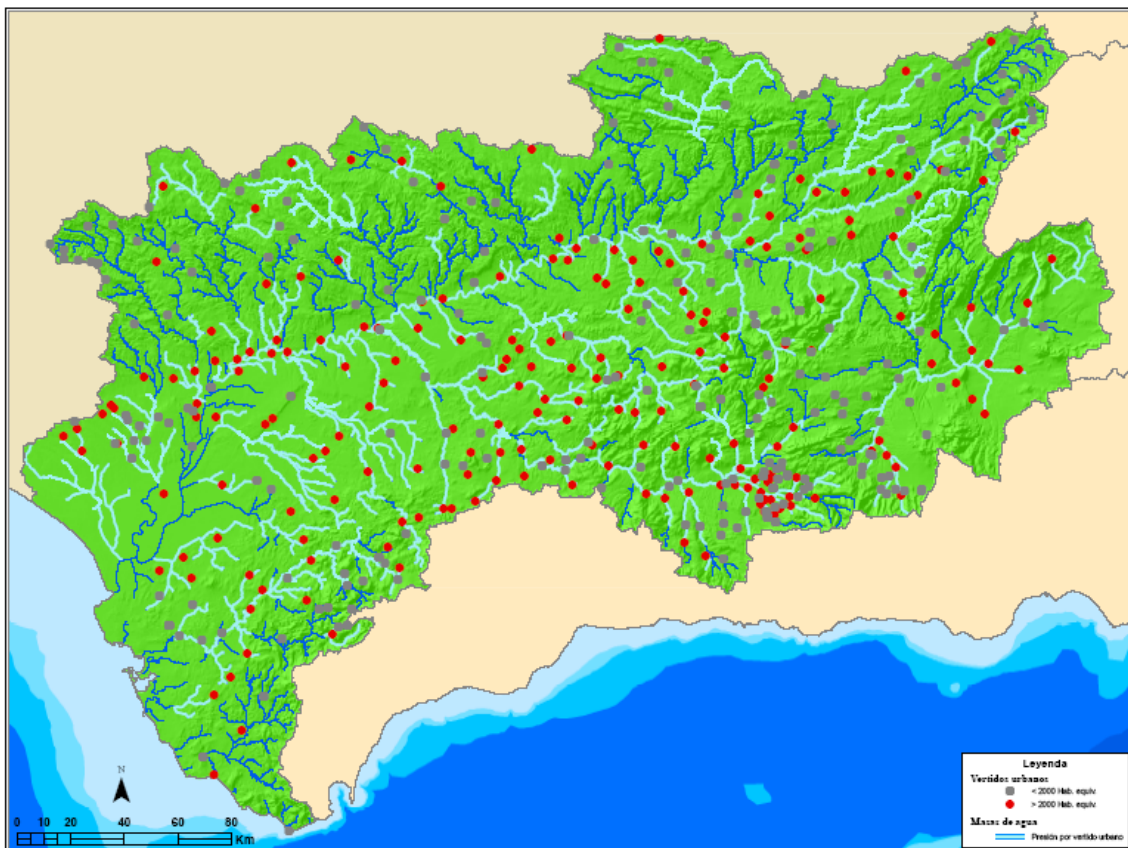 N
0 20 40 60 80
Km
Leyenda
Vertidos urbanos
< 2000 Hab. equiv.
> 2000 Hab. equiv.
Masas de agua
Presión por vertido urbano